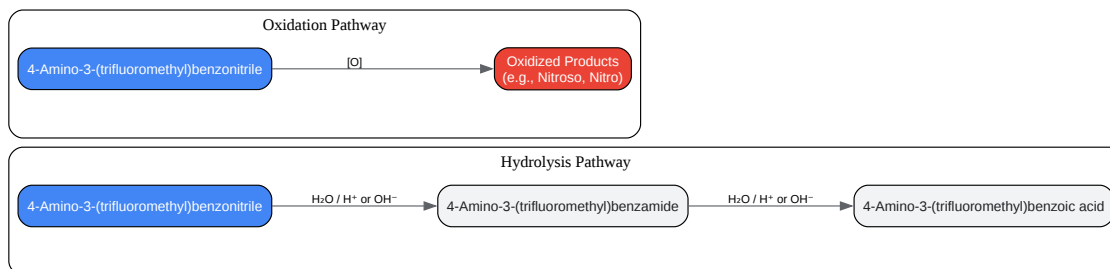 Oxidation Pathway
4-Amino-3-(trifluoromethyl)benzonitrile
[O]
Oxidized Products
(e.g., Nitroso, Nitro)
Hydrolysis Pathway
4-Amino-3-(trifluoromethyl)benzonitrile
H₂O / H⁺ or OH⁻
4-Amino-3-(trifluoromethyl)benzamide
H₂O / H⁺ or OH⁻
4-Amino-3-(trifluoromethyl)benzoic acid